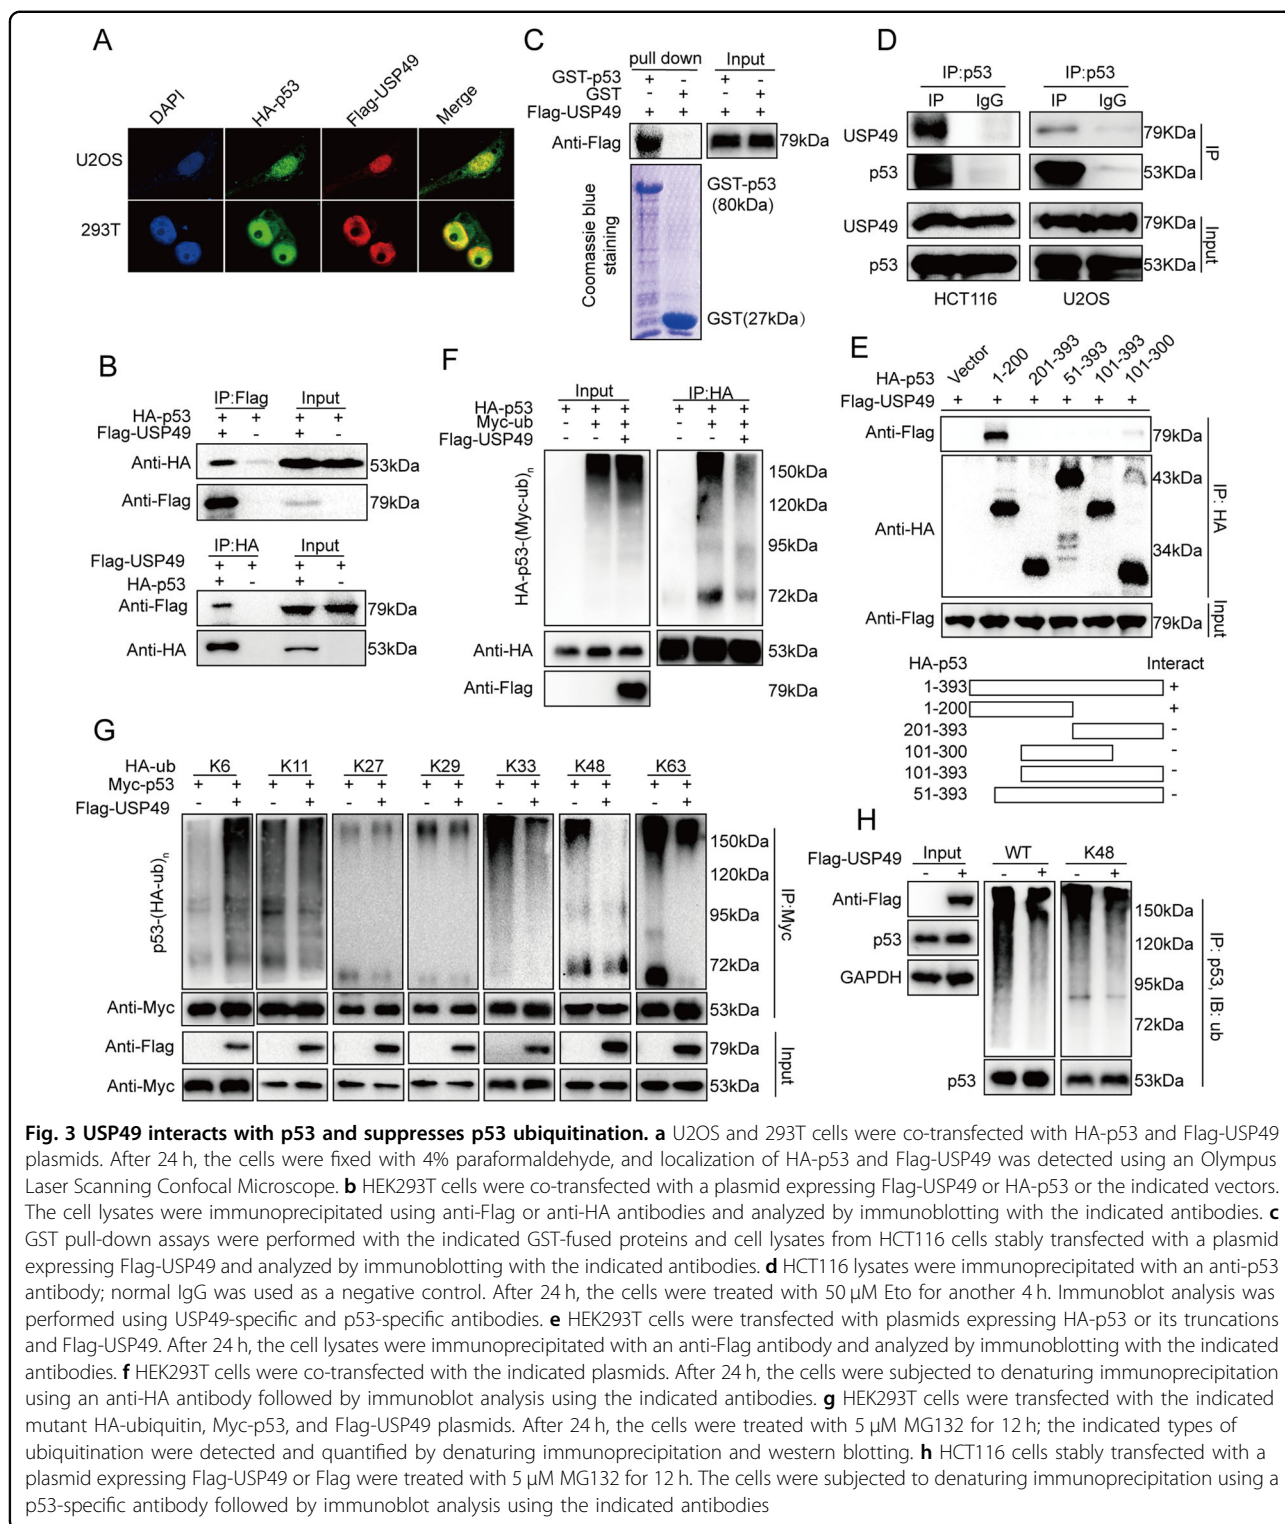 A
DAPI
HA-p53
Flag-USP49
Merge
U2OS
293T
B
IP:Flag Input
HA-p53 + + + +
Flag-USP49 + - + -
Anti-HA 53kDa
Anti-Flag 79kDa
IP:HA Input
Flag-USP49 + + + +
HA-p53 + - + -
Anti-Flag 79kDa
Anti-HA 53kDa
C
pull down Input
GST-p53 + - + -
GST - + - +
Flag-USP49 + + + +
Anti-Flag 79kDa
Coomassie blue
staining
GST-p53
(80kDa)
GST(27kDa)
D
IP:p53 IP:p53
IP IgG IP IgG
USP49 79KDa
p53 53KDa
IP
USP49 79KDa
p53 53KDa
Input
HCT116 U2OS
E
HA-p53 Vector 1-200 201-393 51-393 101-393 101-300
Flag-USP49 + + + + + +
Anti-Flag 79kDa
43kDa
Anti-HA
34kDa
IP: HA
Anti-Flag 79kDa
Input
HA-p53 Interact
1-393 +
1-200 +
201-393 -
101-300 -
101-393 -
51-393 -
F
Input IP:HA
HA-p53 + + + + + +
Myc-ub - + + - + +
Flag-USP49 - - + - - +
HA-p53-(Myc-ub)n
150kDa
120kDa
95kDa
72kDa
Anti-HA 53kDa
Anti-Flag 79kDa
G
HA-ub K6 K11 K27 K29 K33 K48 K63
Myc-p53 + + + + + + + + + + + + + +
Flag-USP49 - + - + - + - + - + - + - +
p53-(HA-ub)n
150kDa
120kDa
95kDa
72kDa
Anti-Myc 53kDa
IP:Myc
Anti-Flag 79kDa
Anti-Myc 53kDa
Input
H
Flag-USP49 Input WT K48
- + - + - +
Anti-Flag
p53
GAPDH
150kDa
120kDa
95kDa
72kDa
p53 53kDa
IP: p53, IB: ub
Fig. 3 USP49 interacts with p53 and suppresses p53 ubiquitination. a U2OS and 293T cells were co-transfected with HA-p53 and Flag-USP49
plasmids. After 24 h, the cells were fixed with 4% paraformaldehyde, and localization of HA-p53 and Flag-USP49 was detected using an Olympus
Laser Scanning Confocal Microscope. b HEK293T cells were co-transfected with a plasmid expressing Flag-USP49 or HA-p53 or the indicated vectors.
The cell lysates were immunoprecipitated using anti-Flag or anti-HA antibodies and analyzed by immunoblotting with the indicated antibodies. c
GST pull-down assays were performed with the indicated GST-fused proteins and cell lysates from HCT116 cells stably transfected with a plasmid
expressing Flag-USP49 and analyzed by immunoblotting with the indicated antibodies. d HCT116 lysates were immunoprecipitated with an anti-p53
antibody; normal IgG was used as a negative control. After 24 h, the cells were treated with 50 μM Eto for another 4 h. Immunoblot analysis was
performed using USP49-specific and p53-specific antibodies. e HEK293T cells were transfected with plasmids expressing HA-p53 or its truncations
and Flag-USP49. After 24 h, the cell lysates were immunoprecipitated with an anti-Flag antibody and analyzed by immunoblotting with the indicated
antibodies. f HEK293T cells were co-transfected with the indicated plasmids. After 24 h, the cells were subjected to denaturing immunoprecipitation
using an anti-HA antibody followed by immunoblot analysis using the indicated antibodies. g HEK293T cells were transfected with the indicated
mutant HA-ubiquitin, Myc-p53, and Flag-USP49 plasmids. After 24 h, the cells were treated with 5 μM MG132 for 12 h; the indicated types of
ubiquitination were detected and quantified by denaturing immunoprecipitation and western blotting. h HCT116 cells stably transfected with a
plasmid expressing Flag-USP49 or Flag were treated with 5 μM MG132 for 12 h. The cells were subjected to denaturing immunoprecipitation using a
p53-specific antibody followed by immunoblot analysis using the indicated antibodies